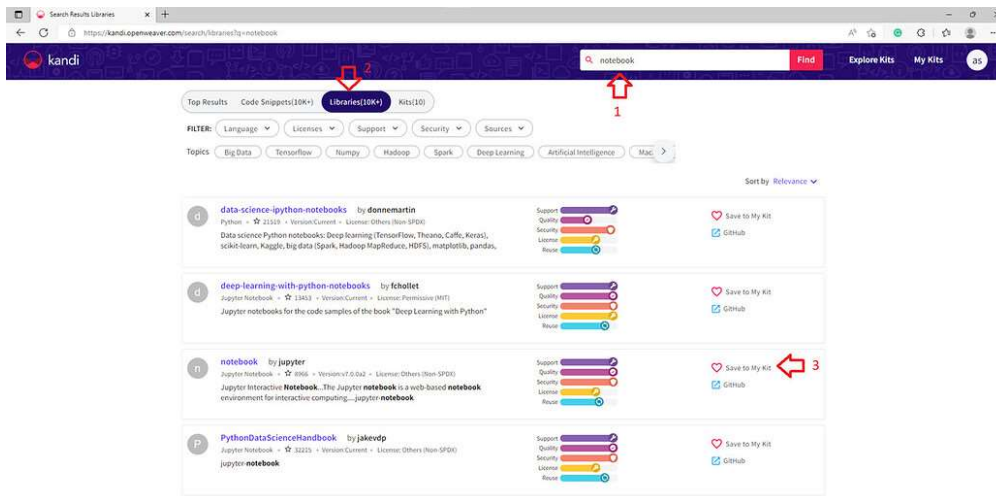 Search Results Libraries
https://kandi.openweaver.com/search/libraries?q=notebook
kandi
notebook
Find
Explore Kits
My Kits
as
2
1
Top Results Code Snippets(10K+) Libraries(10K+) Kits(10)
FILTER: Language Licenses Support Security Sources
Topics Big Data Tensorflow Numpy Hadoop Spark Deep Learning Artificial Intelligence Mac
Sort by Relevance
d
data-science-ipython-notebooks by donnemartin
Python • 21519 • Version:Current • License: Others (Non-SPDX)
Data science Python notebooks: Deep learning (TensorFlow, Theano, Caffe, Keras),
scikit-learn, Kaggle, big data (Spark, Hadoop MapReduce, HDFS), matplotlib, pandas,
Support
Quality
Security
License
Reuse
Save to My Kit
GitHub
d
deep-learning-with-python-notebooks by fchollet
Jupyter Notebook • 13453 • Version:Current • License: Permissive (MIT)
Jupyter notebooks for the code samples of the book "Deep Learning with Python"
Support
Quality
Security
License
Reuse
Save to My Kit
GitHub
n
notebook by jupyter
Jupyter Notebook • 8966 • Version:v7.0.0a2 • License: Others (Non-SPDX)
Jupyter Interactive Notebook...The Jupyter notebook is a web-based notebook
environment for interactive computing....jupyter-notebook
Support
Quality
Security
License
Reuse
Save to My Kit
3
GitHub
P
PythonDataScienceHandbook by jakevdp
Jupyter Notebook • 32215 • Version:Current • License: Others (Non-SPDX)
jupyter-notebook
Support
Quality
Security
License
Reuse
Save to My Kit
GitHub